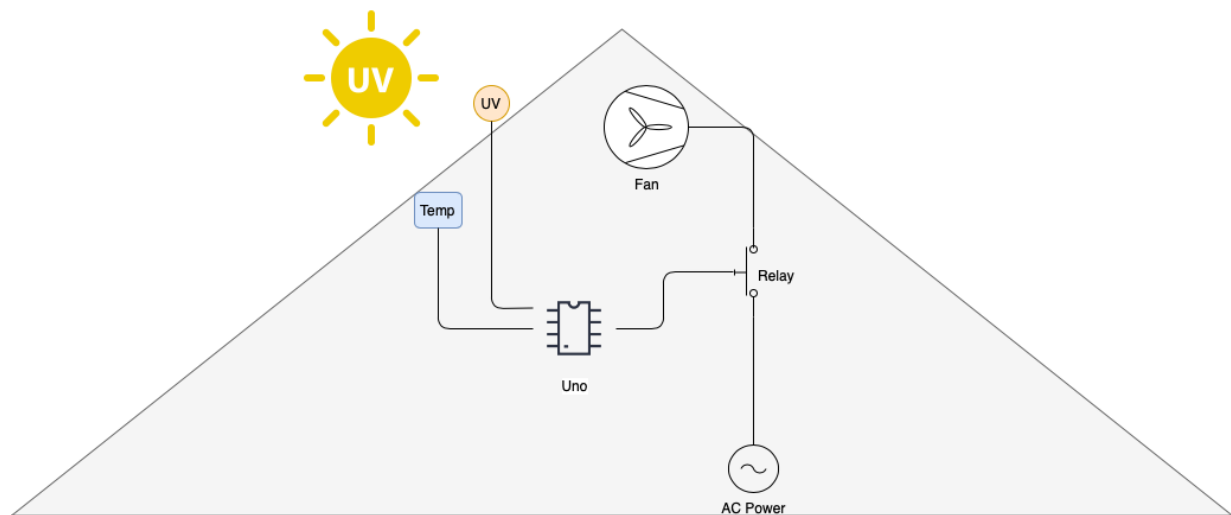 UV
UV
Fan
Temp
Relay
Uno
AC Power